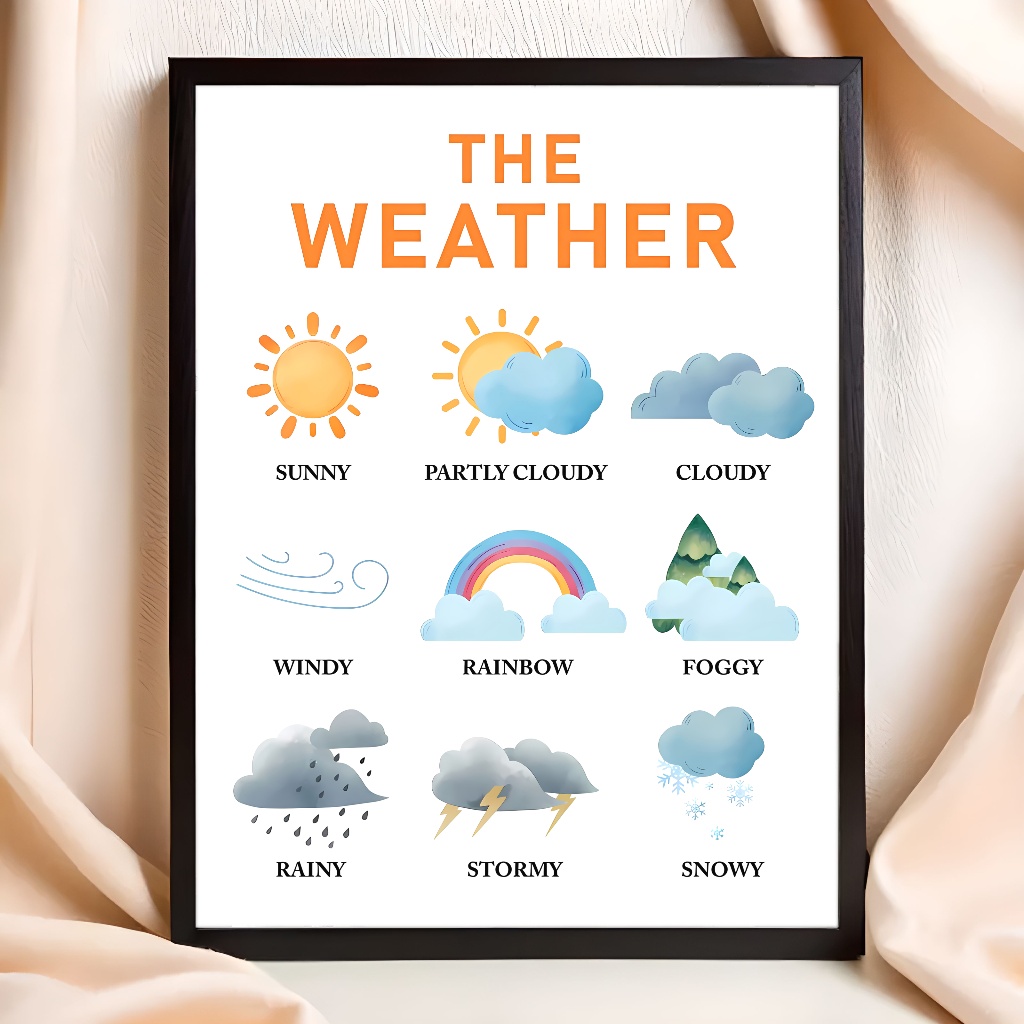 THE
WEATHER
SUNNY
PARTLY CLOUDY
CLOUDY
WINDY
RAINBOW
FOGGY
RAINY
STORMY
SNOWY